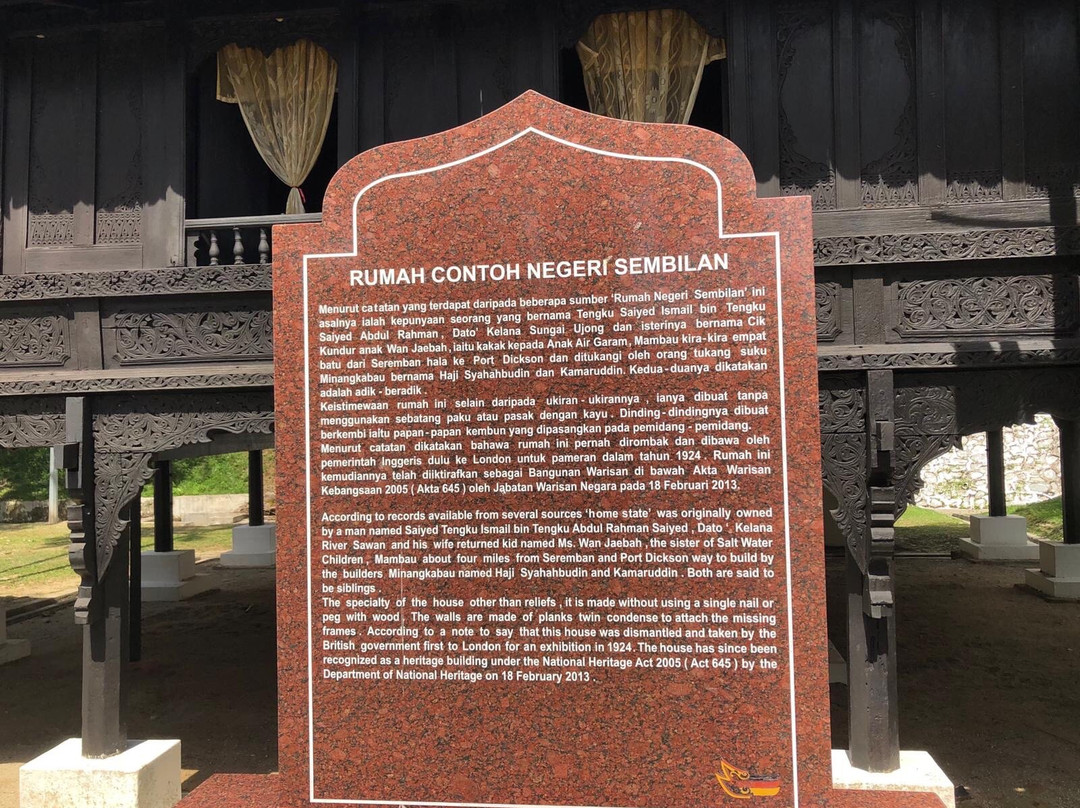 RUMAH CONTOH NEGERI SEMBILAN
Menurut catatan yang terdapat daripada beberapa sumber ‘Rumah Negeri Sembilan’ ini
asalnya ialah kepunyaan seorang yang bernama Tengku Saiyed Ismail bin Tengku
Saiyed Abdul Rahman, Dato’ Kelana Sungai Ujong dan isterinya bernama Cik
Kundur anak Wan Jaebah, iaitu kakak kepada Anak Air Garam, Mambau kira-kira empat
batu dari Seremban hala ke Port Dickson dan ditukangi oleh orang tukang suku
Minangkabau bernama Haji Syahahbudin dan Kamaruddin. Kedua-duanya dikatakan
adalah adik - beradik.
Keistimewaan rumah ini selain daripada ukiran - ukirannya , ianya dibuat tanpa
menggunakan sebatang paku atau pasak dengan kayu. Dinding-dindingnya dibuat
berkembi iaitu papan-papan kembun yang dipasangkan pada pemidang - pemidang.
Menurut catatan dikatakan bahawa rumah ini pernah dirombak dan dibawa oleh
pemerintah Inggeris dulu ke London untuk pameran dalam tahun 1924. Rumah ini
kemudiannya telah diiktirafkan sebagai Bangunan Warisan di bawah Akta Warisan
Kebangsaan 2005 ( Akta 645 ) oleh Jabatan Warisan Negara pada 18 Februari 2013.
According to records available from several sources ‘home state’ was originally owned
by a man named Saiyed Tengku Ismail bin Tengku Abdul Rahman Saiyed , Dato ‘. Kelana
River Sawan and his wife returned kid named Ms. Wan Jaebah , the sister of Salt Water
Children , Mambau about four miles from Seremban and Port Dickson way to build by
the builders Minangkabau named Haji Syahahbudin and Kamaruddin . Both are said to
be siblings .
The specialty of the house other than reliefs , it is made without using a single nail or
peg with wood . The walls are made of planks twin condense to attach the missing
frames . According to a note to say that this house was dismantled and taken by the
British government first to London for an exhibition in 1924. The house has since been
recognized as a heritage building under the National Heritage Act 2005 ( Act 645 ) by the
Department of National Heritage on 18 February 2013 .